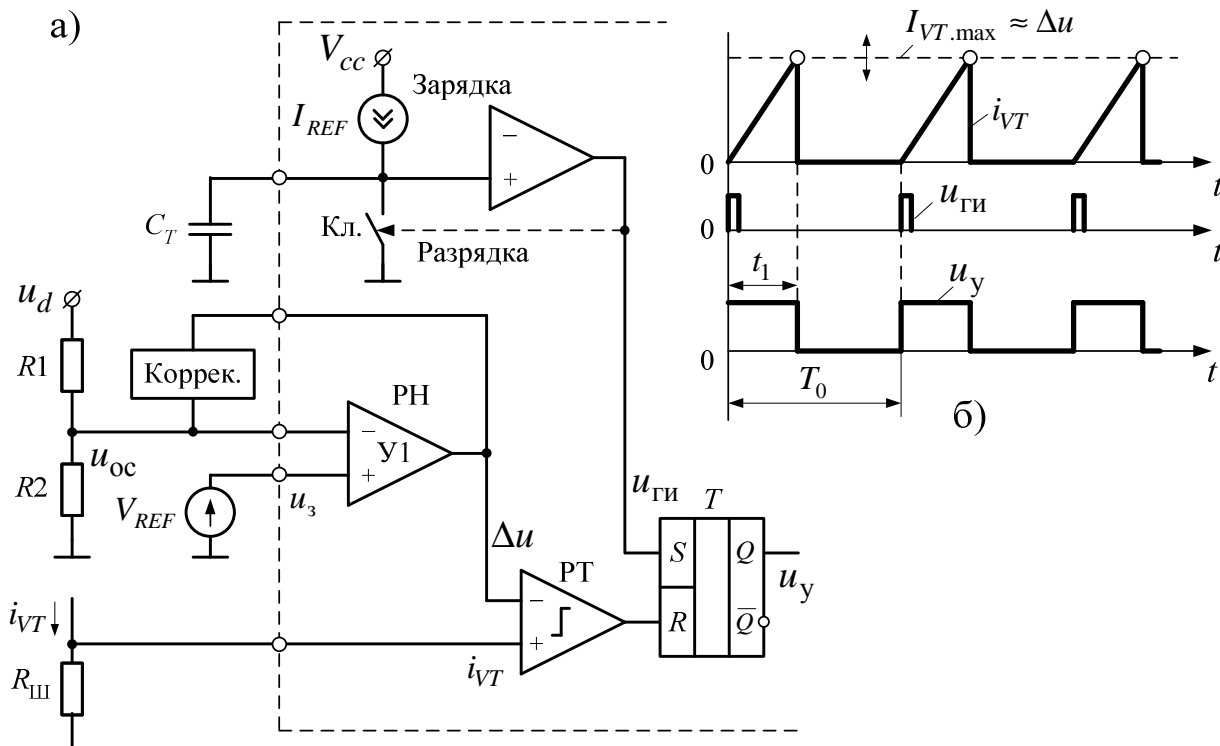 а)
V_cc
Зарядка
I_REF
−
+
C_T
Кл.
Разрядка
u_d
R1
Коррек.
РН
−
У1
+
u_ос
R2
V_REF
u_з
Δu
u_ги
T
S
Q
R
Q̅
u_у
РТ
−
+
i_VT
i_VT
R_Ш
I_VT.max ≈ Δu
i_VT
0
t
u_ги
0
t
t_1
u_у
0
t
T_0
б)